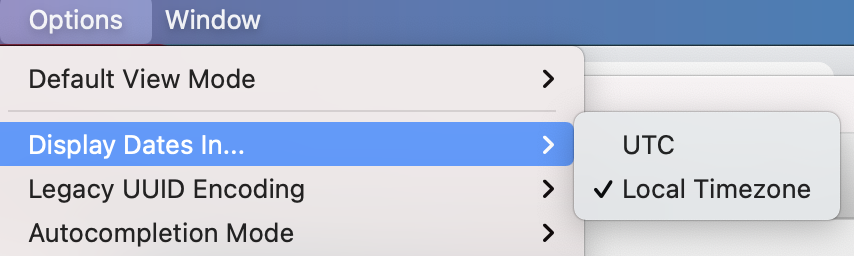 Options Window
Default View Mode
Display Dates In...
UTC
Legacy UUID Encoding
Local Timezone
Autocompletion Mode